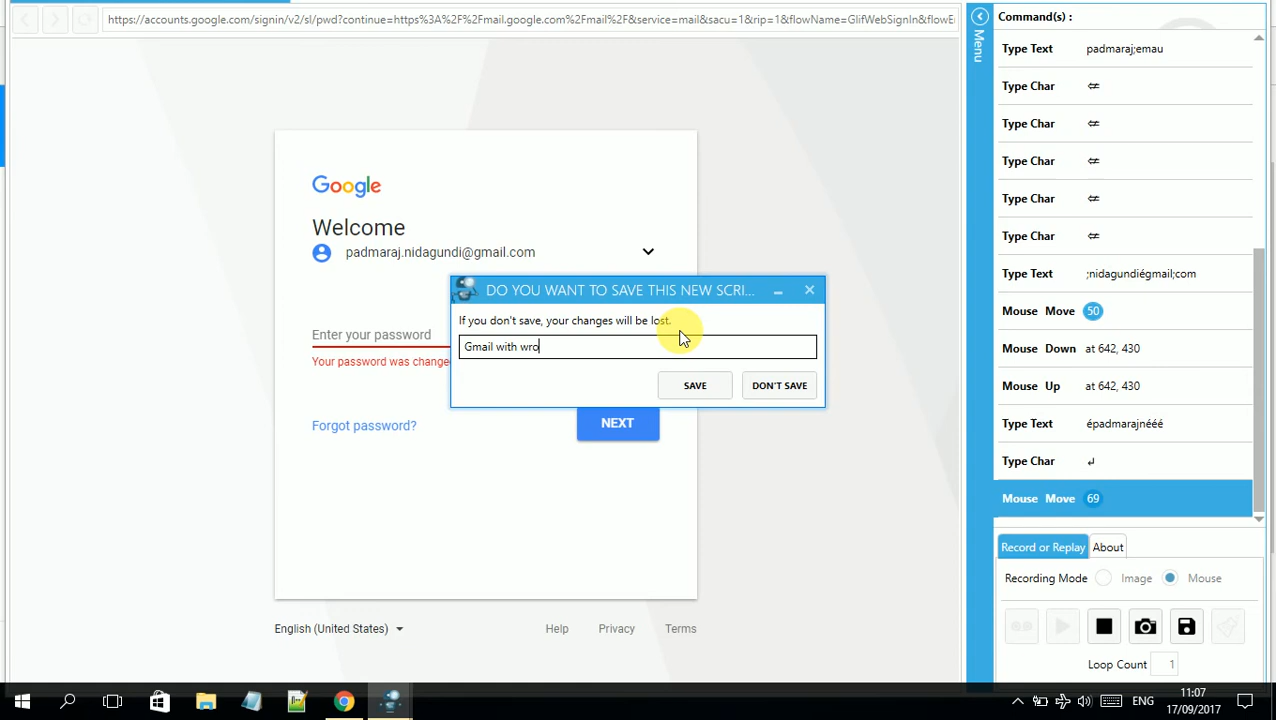 https://accounts.google.com/signin/v2/sl/pwd?continue=https%3A%2F%2Fmail.google.com%2Fmail%2F&service=mail&sacu=1&rip=1&flowName=GlifWebSignIn&flowE
Google
Welcome
padmaraj.nidagundi@gmail.com
Enter your password
Your password was change
Forgot password?
NEXT
English (United States)
Help
Privacy
Terms
DO YOU WANT TO SAVE THIS NEW SCRI...
If you don't save, your changes will be lost.
Gmail with wro
SAVE
DON'T SAVE
Menu
Command(s) :
Type Text padmaraj;emau
Type Char ⇍
Type Char ⇍
Type Char ⇍
Type Char ⇍
Type Char ⇍
Type Text ;nidagundiégmail;com
Mouse Move 50
Mouse Down at 642, 430
Mouse Up at 642, 430
Type Text épadmarajnééé
Type Char ↲
Mouse Move 69
Record or Replay
About
Recording Mode
Image
Mouse
Loop Count 1
ENG
11:07
17/09/2017